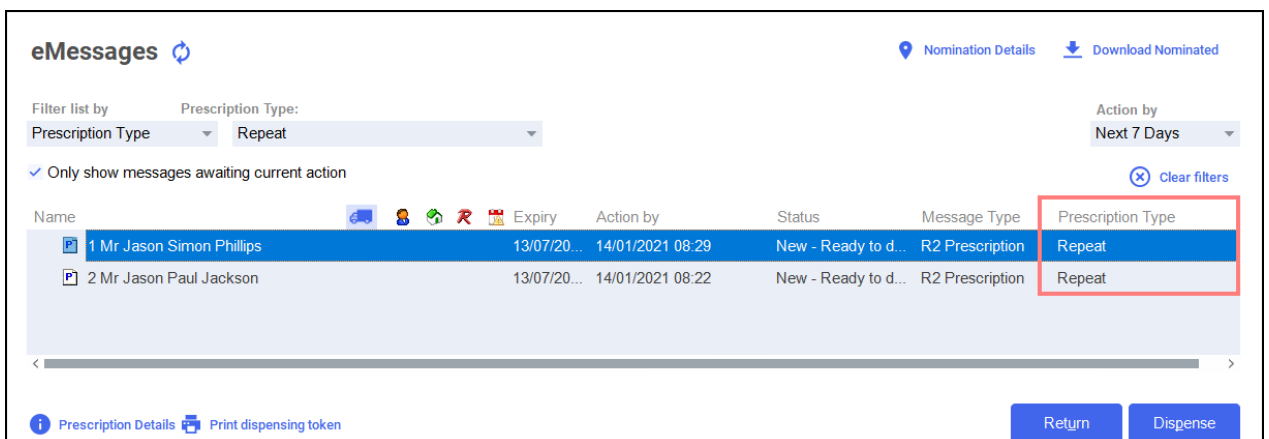 eMessages Nomination Details Download Nominated
Filter list by Prescription Type: Action by
Prescription Type Repeat Next 7 Days
Only show messages awaiting current action
Clear filters
Name Expiry Action by Status Message Type Prescription Type
1 Mr Jason Simon Phillips 13/07/20... 14/01/2021 08:29 New - Ready to d... R2 Prescription Repeat
2 Mr Jason Paul Jackson 13/07/20... 14/01/2021 08:22 New - Ready to d... R2 Prescription Repeat
Prescription Details Print dispensing token Return Dispense